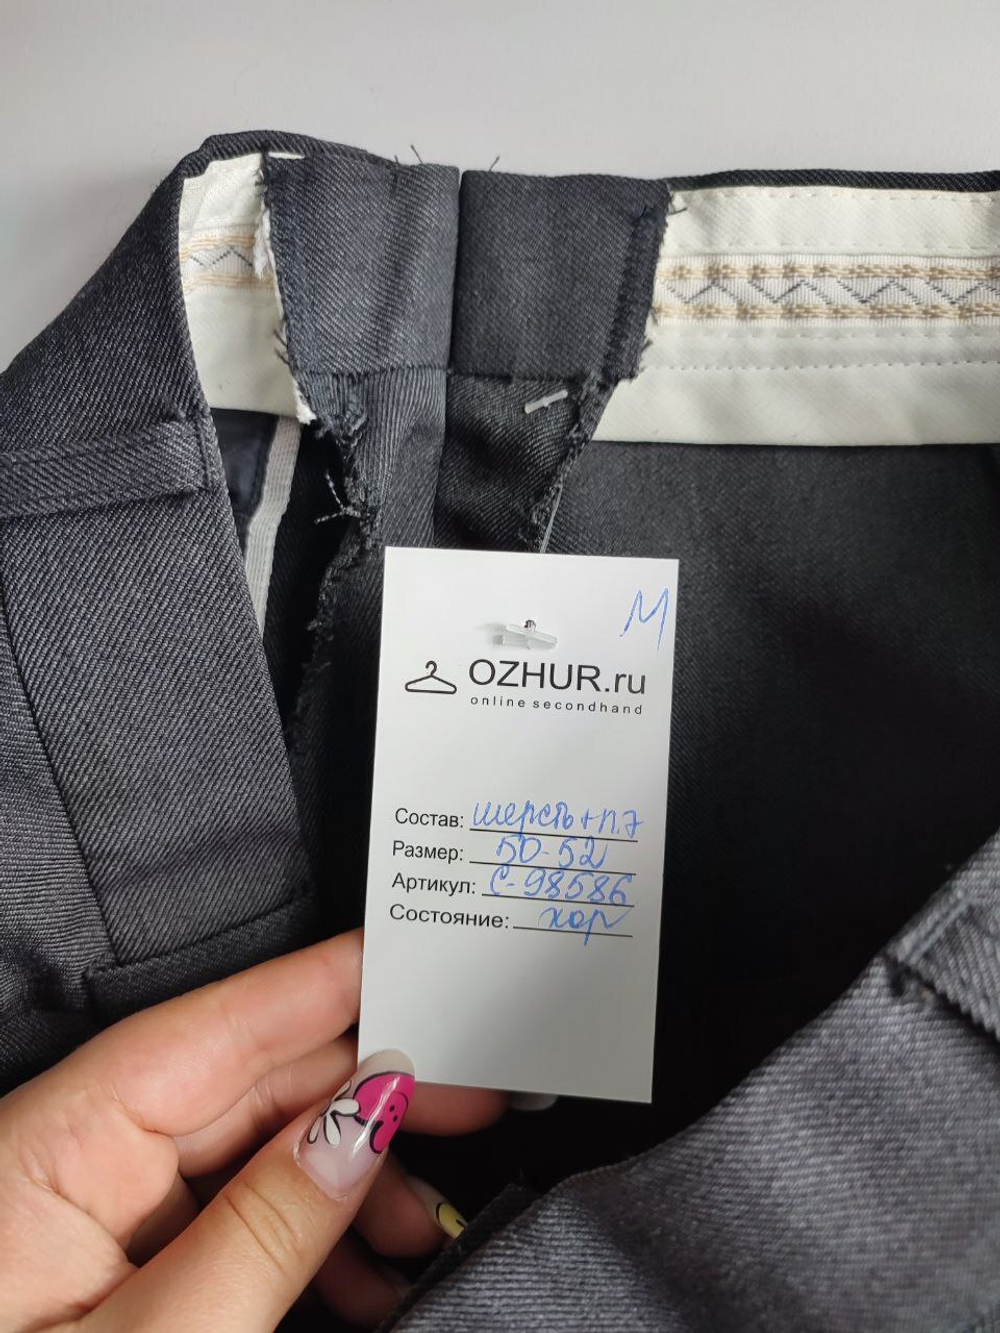 М
OZHUR.ru
online secondhand
Состав: шерсть+п.э
Размер: 50-52
Артикул: С-98586
Состояние: хор